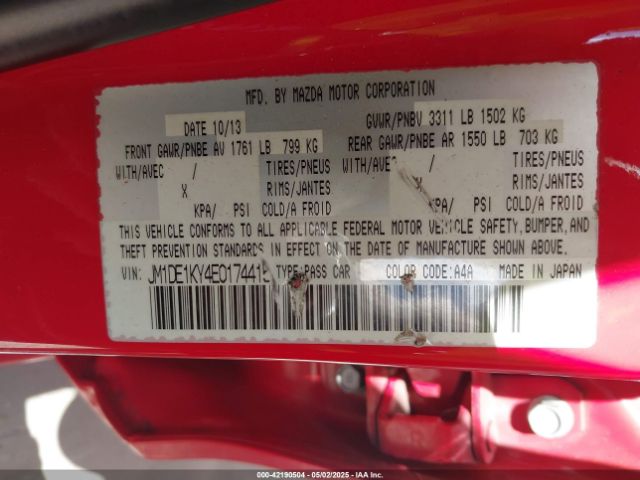 MFD. BY MAZDA MOTOR CORPORATION
DATE 10/13 GVWR/PNBV 3311 LB 1502 KG
FRONT GAWR/PNBE AV 1761 LB 799 KG REAR GAWR/PNBE AR 1550 LB 703 KG
WITH/AVEC / TIRES/PNEUS WITH/AVEC / TIRES/PNEUS
X RIMS/JANTES RIMS/JANTES
KPA/ PSI COLD/A FROID KPA/ PSI COLD/A FROID
THIS VEHICLE CONFORMS TO ALL APPLICABLE FEDERAL MOTOR VEHICLE SAFETY, BUMPER, AND
THEFT PREVENTION STANDARDS IN EFFECT ON THE DATE OF MANUFACTURE SHOWN ABOVE.
VIN: JM1DE1KY4E0174415 TYPE:PASS CAR COLOR CODE:A4A MADE IN JAPAN
000-42190504 - 05/02/2025 - IAA Inc.